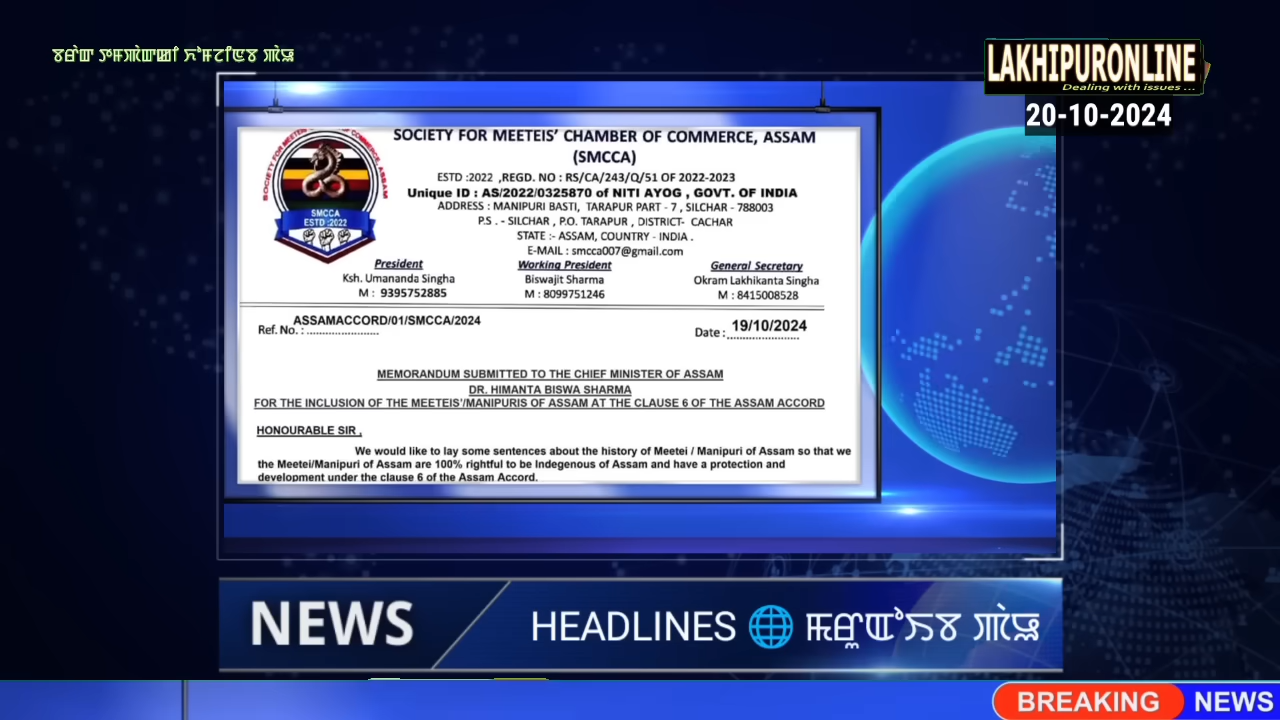 LAKHIPURONLINE
Dealing with issues ...
20-10-2024
SOCIETY FOR MEETEIS' CHAMBER OF COMMERCE, ASSAM
(SMCCA)
ESTD :2022 ,REGD. NO : RS/CA/243/Q/51 OF 2022-2023
Unique ID : AS/2022/0325870 of NITI AYOG , GOVT. OF INDIA
ADDRESS : MANIPURI BASTI, TARAPUR PART - 7 , SILCHAR - 788003
P.S . - SILCHAR , P.O. TARAPUR , DISTRICT- CACHAR
STATE :- ASSAM, COUNTRY - INDIA .
E-MAIL : smcca007@gmail.com
SMCCA
ESTD :2022
President Working President General Secretary
Ksh. Umananda Singha Biswajit Sharma Okram Lakhikanta Singha
M : 9395752885 M : 8099751246 M : 8415008528
Ref. No. : ASSAMACCORD/01/SMCCA/2024 Date : 19/10/2024
MEMORANDUM SUBMITTED TO THE CHIEF MINISTER OF ASSAM
DR. HIMANTA BISWA SHARMA
FOR THE INCLUSION OF THE MEETEIS'/MANIPURIS OF ASSAM AT THE CLAUSE 6 OF THE ASSAM ACCORD
HONOURABLE SIR ,
We would like to lay some sentences about the history of Meetei / Manipuri of Assam so that we
the Meetei/Manipuri of Assam are 100% rightful to be Indegenous of Assam and have a protection and
development under the clause 6 of the Assam Accord.
NEWS
HEADLINES
BREAKING NEWS